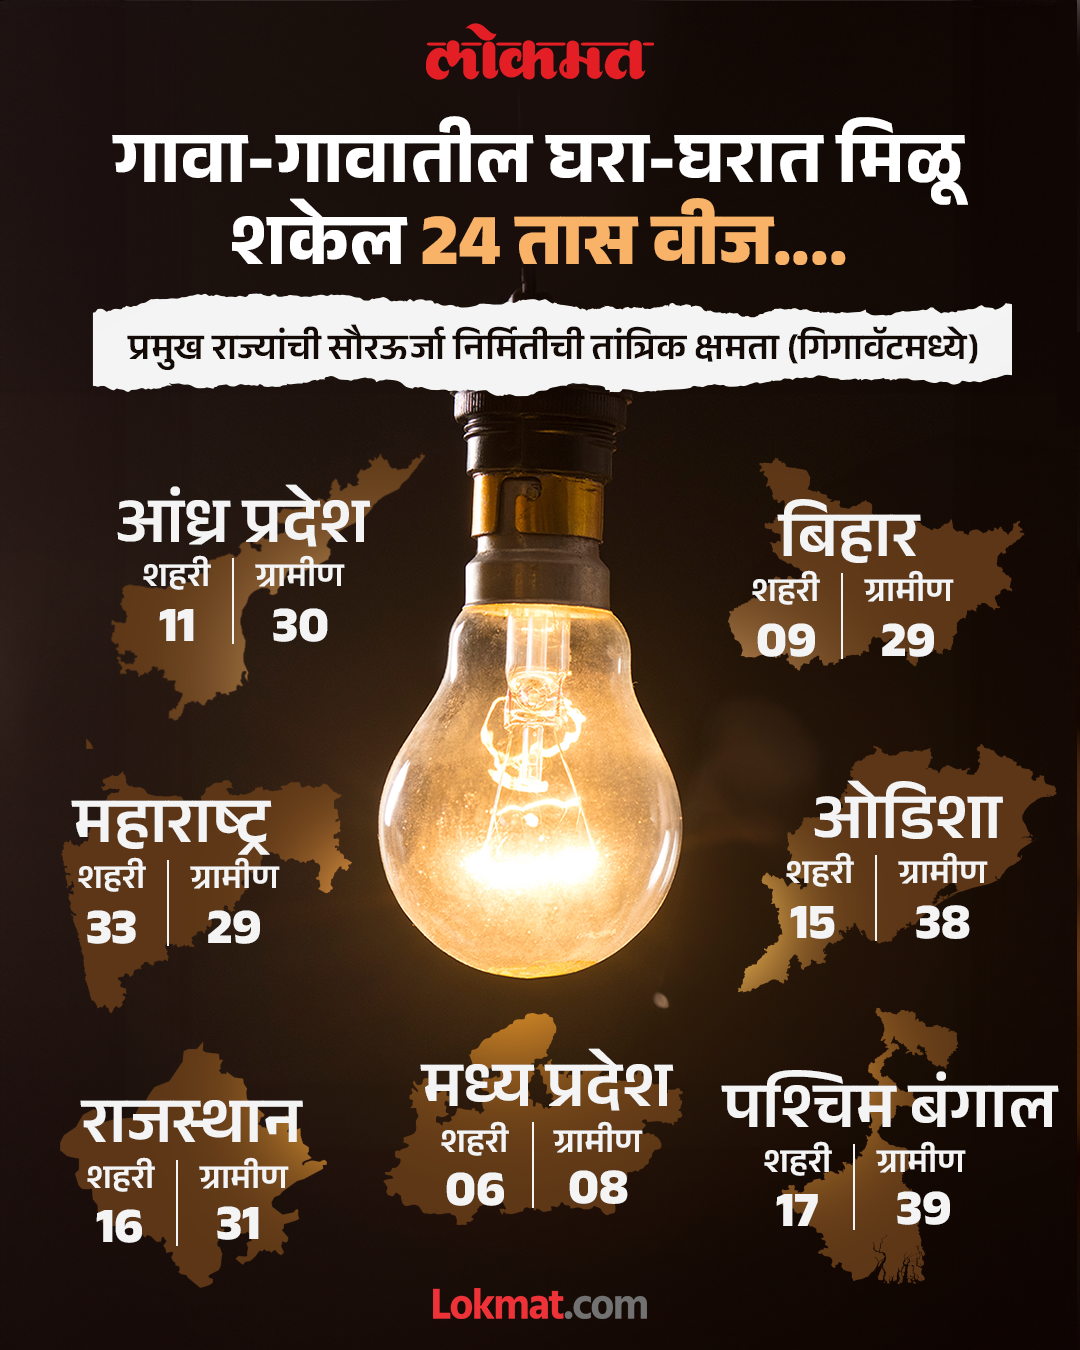 लोकमत
गावा-गावातील घरा-घरात मिळू
शकेल 24 तास वीज....
प्रमुख राज्यांची सौरऊर्जा निर्मितीची तांत्रिक क्षमता (गिगावॅटमध्ये)
आंध्र प्रदेश
शहरी ग्रामीण
11 30
बिहार
शहरी ग्रामीण
09 29
महाराष्ट्र
शहरी ग्रामीण
33 29
ओडिशा
शहरी ग्रामीण
15 38
राजस्थान
शहरी ग्रामीण
16 31
मध्य प्रदेश
शहरी ग्रामीण
06 08
पश्चिम बंगाल
शहरी ग्रामीण
17 39
Lokmat.com